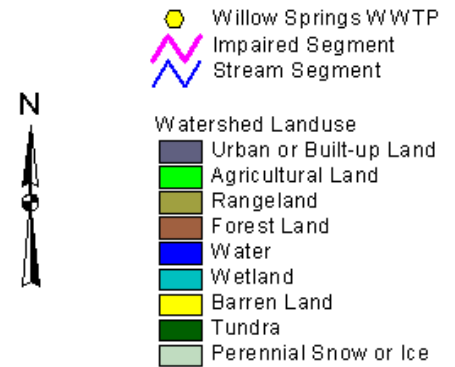 Willow Springs WWTP
Impaired Segment
Stream Segment
N
Watershed Landuse
Urban or Built-up Land
Agricultural Land
Rangeland
Forest Land
Water
Wetland
Barren Land
Tundra
Perennial Snow or Ice